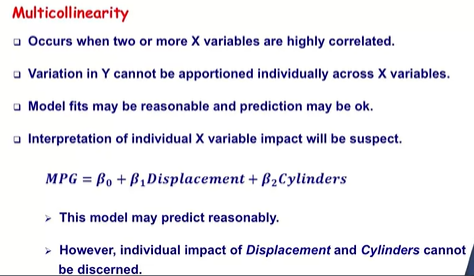 Multicollinearity
Occurs when two or more X variables are highly correlated.
Variation in Y cannot be apportioned individually across X variables.
Model fits may be reasonable and prediction may be ok.
Interpretation of individual X variable impact will be suspect.
MPG = β₀ + β₁Displacement + β₂Cylinders
This model may predict reasonably.
However, individual impact of Displacement and Cylinders cannot
be discerned.